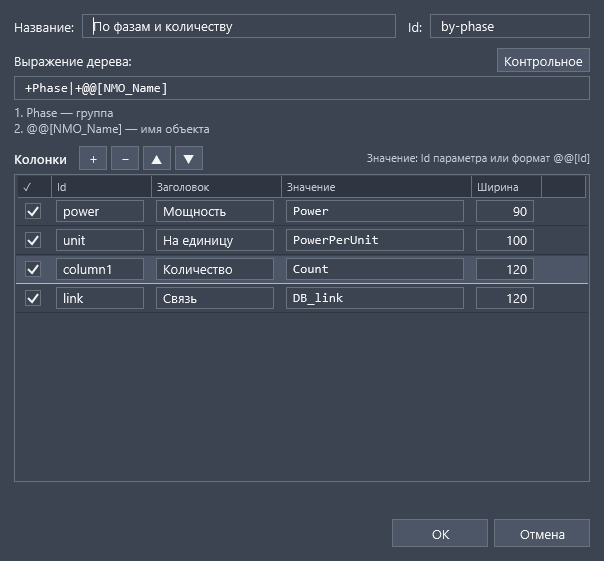 Название: По фазам и количеству Id: by-phase
Выражение дерева: Контрольное
+Phase|+@@[NMO_Name]
1. Phase — группа
2. @@[NMO_Name] — имя объекта
Колонки + − ▲ ▼ Значение: Id параметра или формат @@[Id]
✓ Id Заголовок Значение Ширина
power Мощность Power 90
unit На единицу PowerPerUnit 100
column1 Количество Count 120
link Связь DB_link 120
OK Отмена